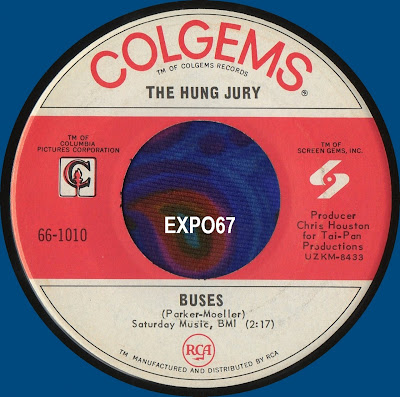 COLGEMS®
TM OF COLGEMS RECORDS
THE HUNG JURY
TM OF
COLUMBIA
PICTURES CORPORATION
TM OF
SCREEN GEMS, INC.
C
S
66-1010
EXPO67
Producer
Chris Houston
for Tai-Pan
Productions
UZKM-8433
BUSES
(Parker-Moeller)
Saturday Music, BMI (2:17)
RCA
TM MANUFACTURED AND DISTRIBUTED BY RCA